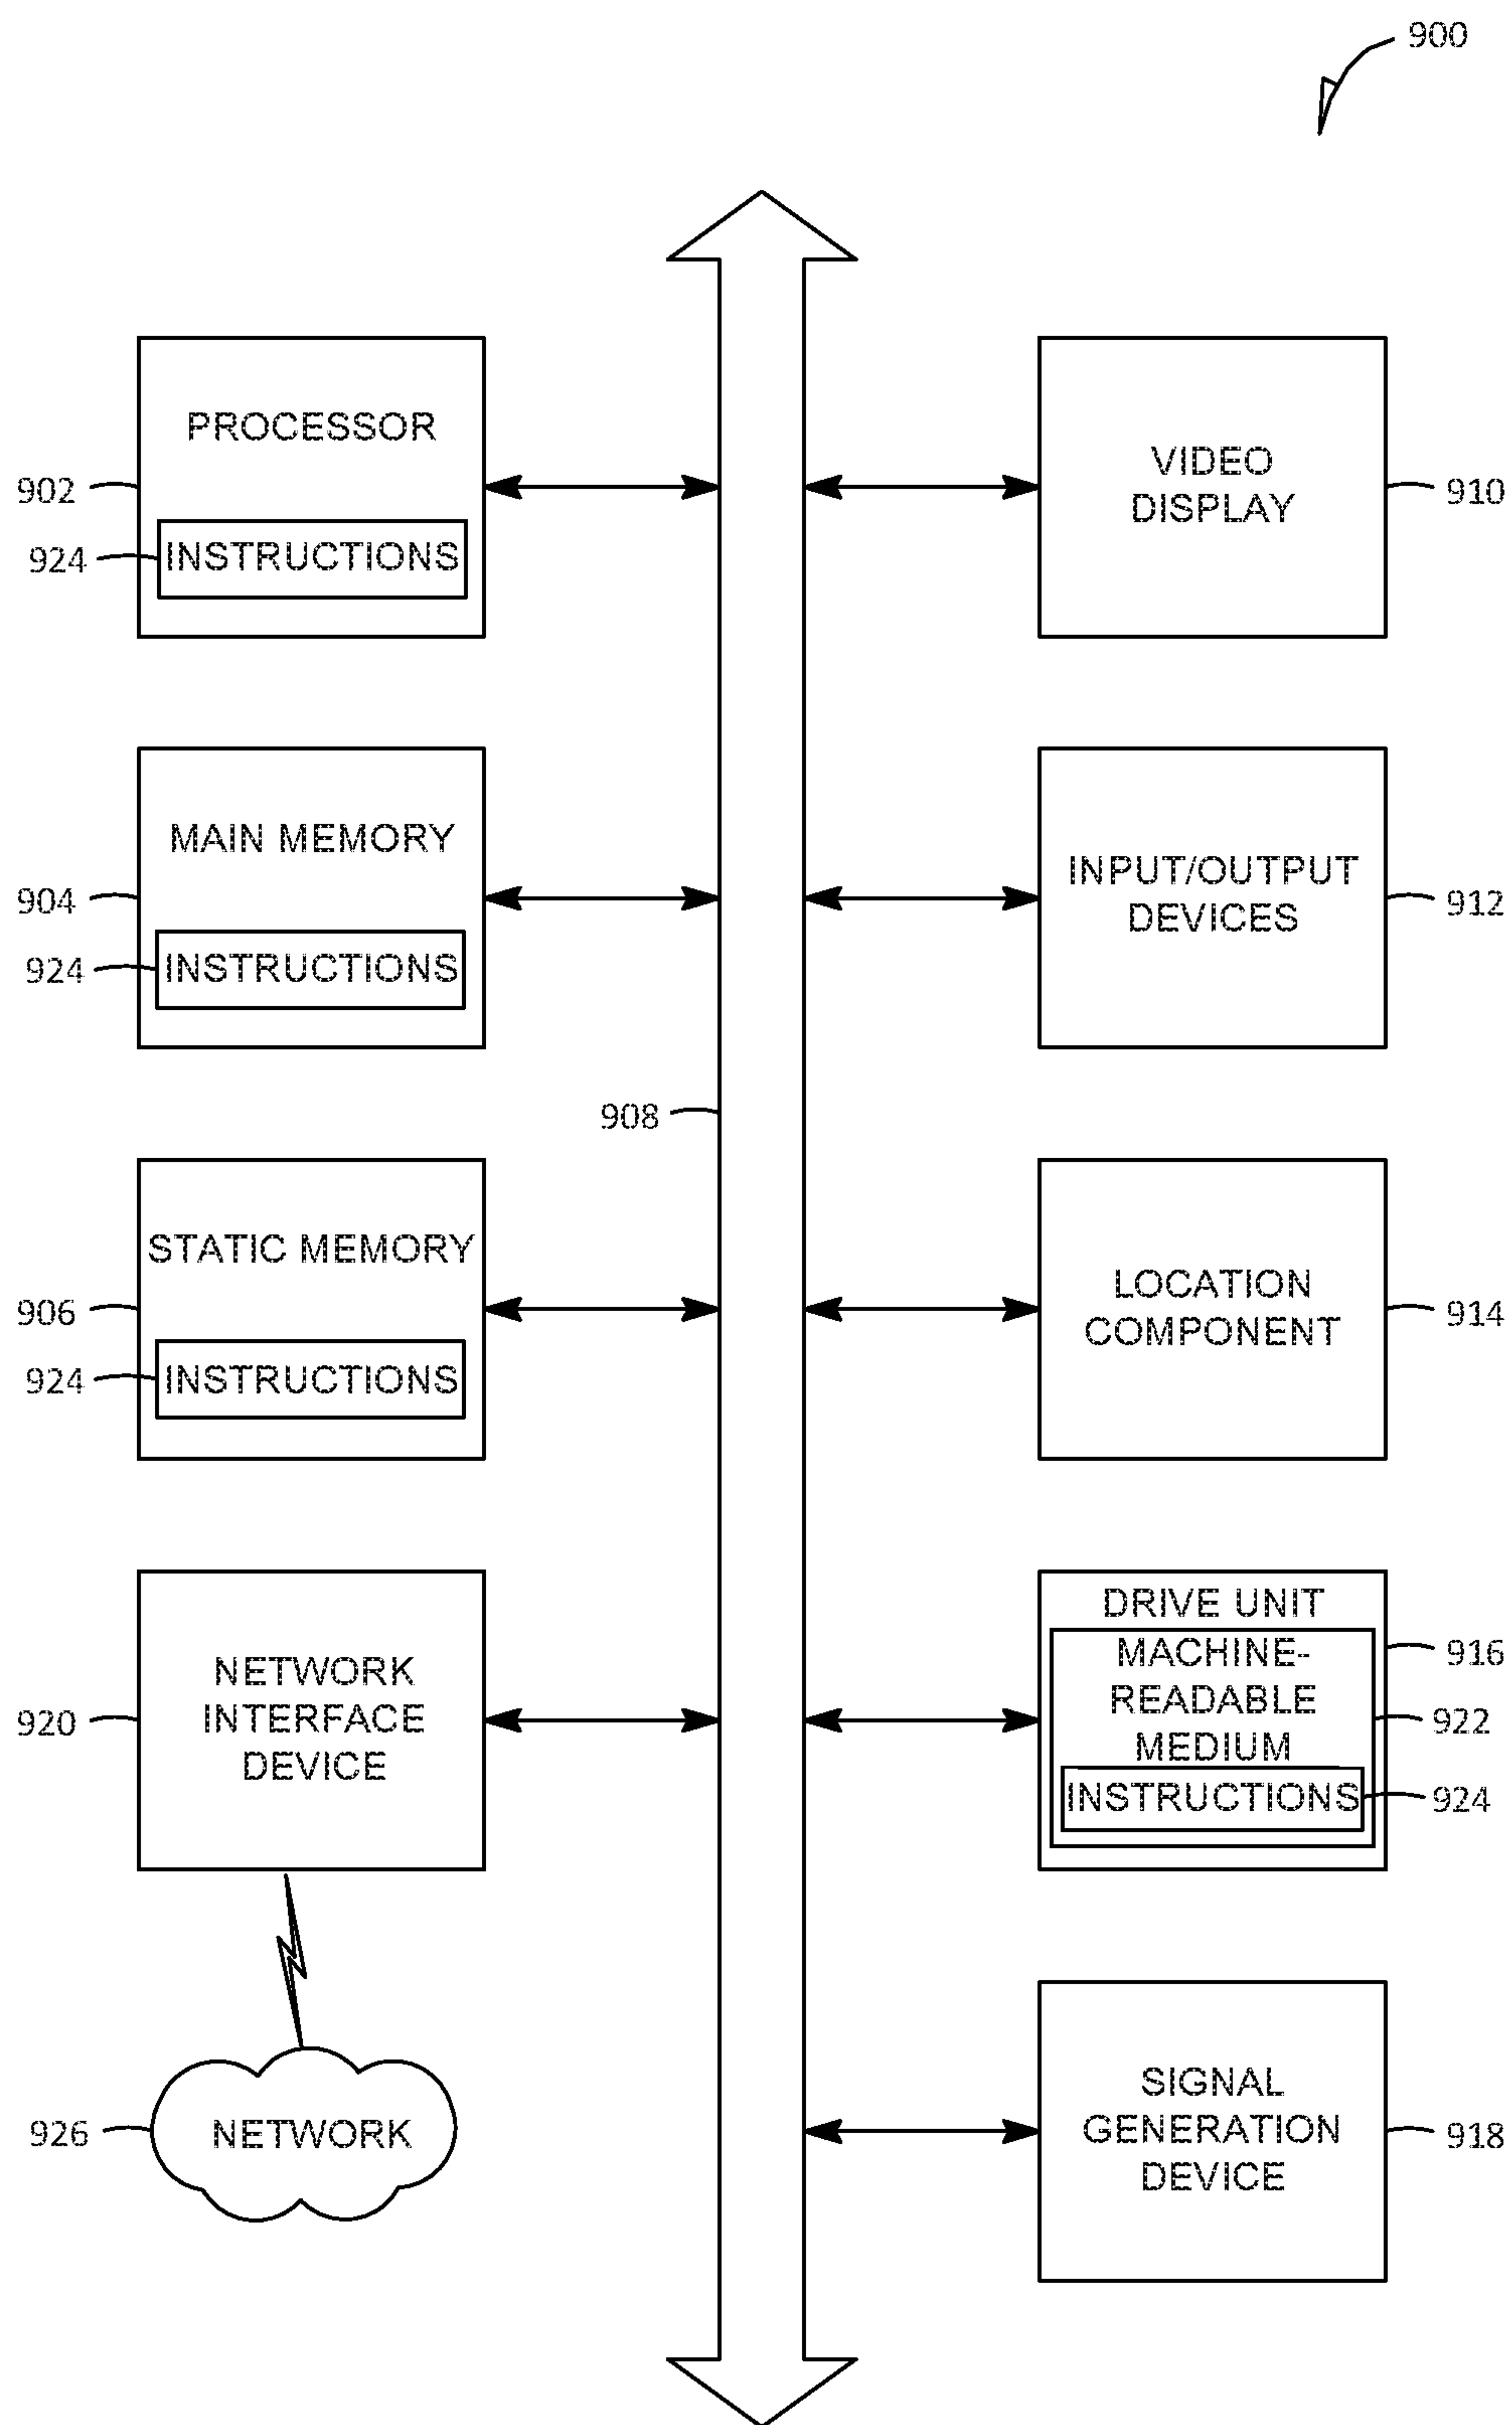 900
PROCESSOR
902
924
INSTRUCTIONS
VIDEO
DISPLAY
910
MAIN MEMORY
904
924
INSTRUCTIONS
INPUT/OUTPUT
DEVICES
912
908
STATIC MEMORY
906
924
INSTRUCTIONS
LOCATION
COMPONENT
914
NETWORK
INTERFACE
DEVICE
920
DRIVE UNIT
MACHINE-
READABLE
MEDIUM
INSTRUCTIONS
916
922
924
926
NETWORK
SIGNAL
GENERATION
DEVICE
918